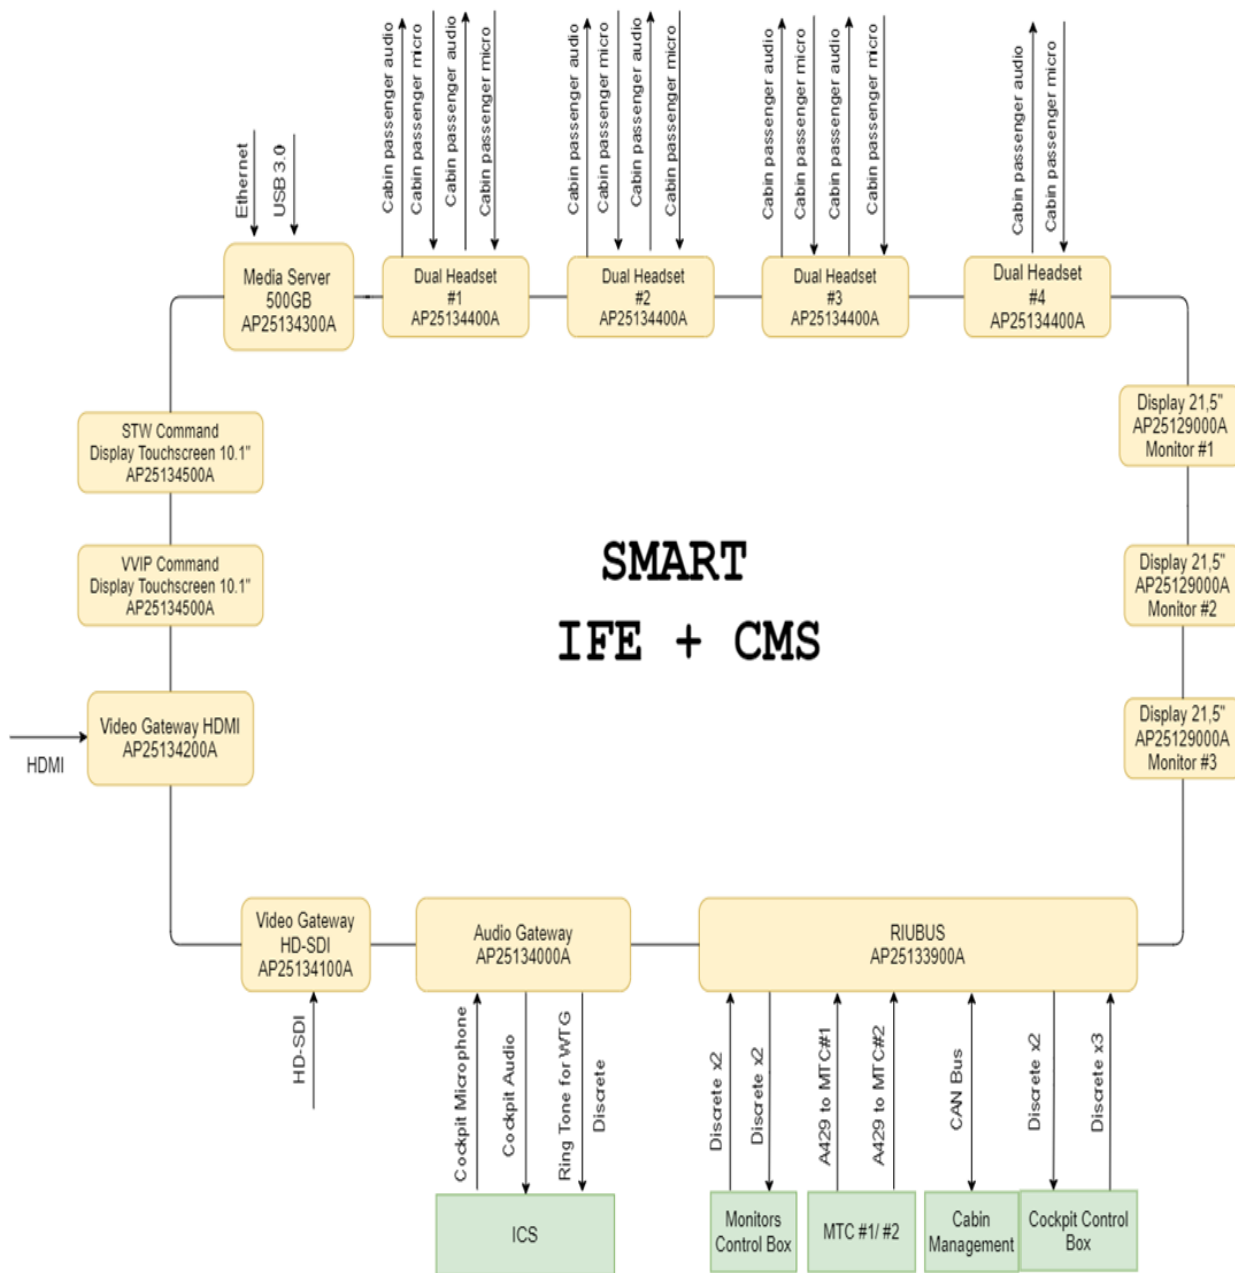 Cabin passenger audio
Cabin passenger micro
Cabin passenger audio
Cabin passenger micro
Cabin passenger audio
Cabin passenger micro
Cabin passenger audio
Cabin passenger micro
Cabin passenger audio
Cabin passenger micro
Cabin passenger audio
Cabin passenger micro
Cabin passenger audio
Cabin passenger micro
Ethernet
USB 3.0
Media Server
500GB
AP25134300A
Dual Headset
#1
AP25134400A
Dual Headset
#2
AP25134400A
Dual Headset
#3
AP25134400A
Dual Headset
#4
AP25134400A
STW Command
Display Touchscreen 10.1"
AP25134500A
Display 21,5"
AP25129000A
Monitor #1
VVIP Command
Display Touchscreen 10.1"
AP25134500A
SMART
IFE + CMS
Display 21,5"
AP25129000A
Monitor #2
Video Gateway HDMI
AP25134200A
HDMI
Display 21,5"
AP25129000A
Monitor #3
Video Gateway
HD-SDI
AP25134100A
Audio Gateway
AP25134000A
RIUBUS
AP25133900A
HD-SDI
Cockpit Microphone
Cockpit Audio
Ring Tone for WTG
Discrete
Discrete x2
Discrete x2
A429 to MTC#1
A429 to MTC#2
CAN Bus
Discrete x2
Discrete x3
ICS
Monitors
Control Box
MTC #1/ #2
Cabin
Management
Cockpit Control
Box